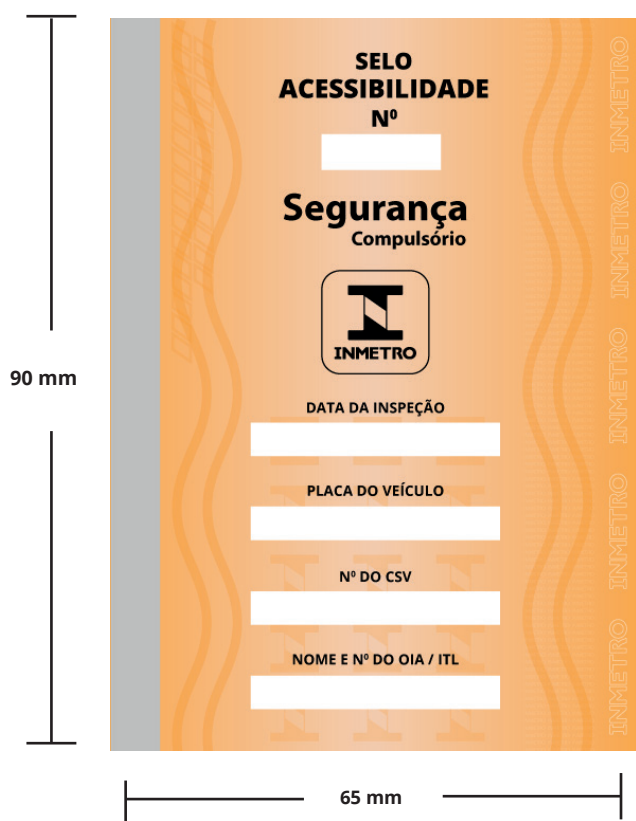 SELO
ACESSIBILIDADE
Nº
Segurança
Compulsório
INMETRO
DATA DA INSPEÇÃO
PLACA DO VEÍCULO
Nº DO CSV
NOME E Nº DO OIA / ITL
INMETRO
INMETRO
INMETRO
INMETRO
INMETRO
90 mm
65 mm